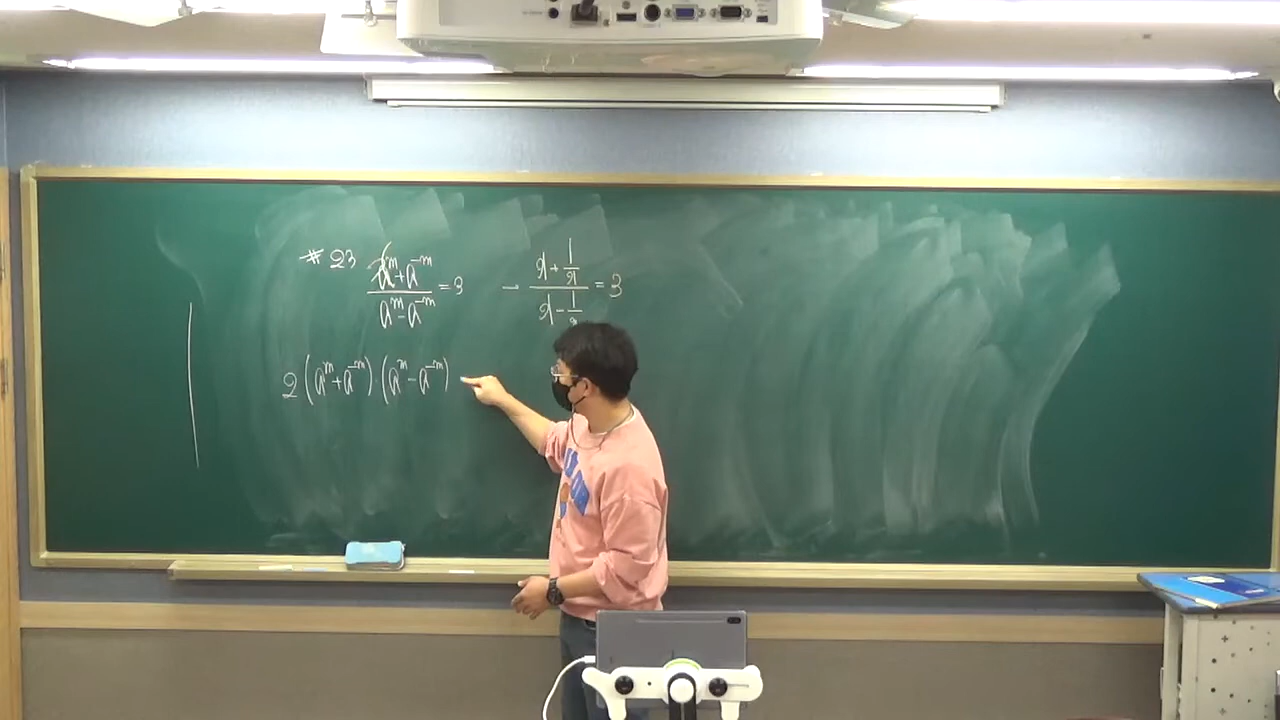 #23 (a^m + a^-m)/(a^m - a^-m) = 3 → (x + 1/x)/(x - 1/x) = 3
2(a^m + a^-m)·(a^m - a^-m)